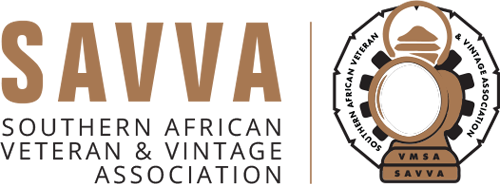 SAVVA
SOUTHERN AFRICAN
VETERAN & VINTAGE
ASSOCIATION
SOUTHERN AFRICAN VETERAN & VINTAGE ASSOCIATION
VMSA
SAVVA